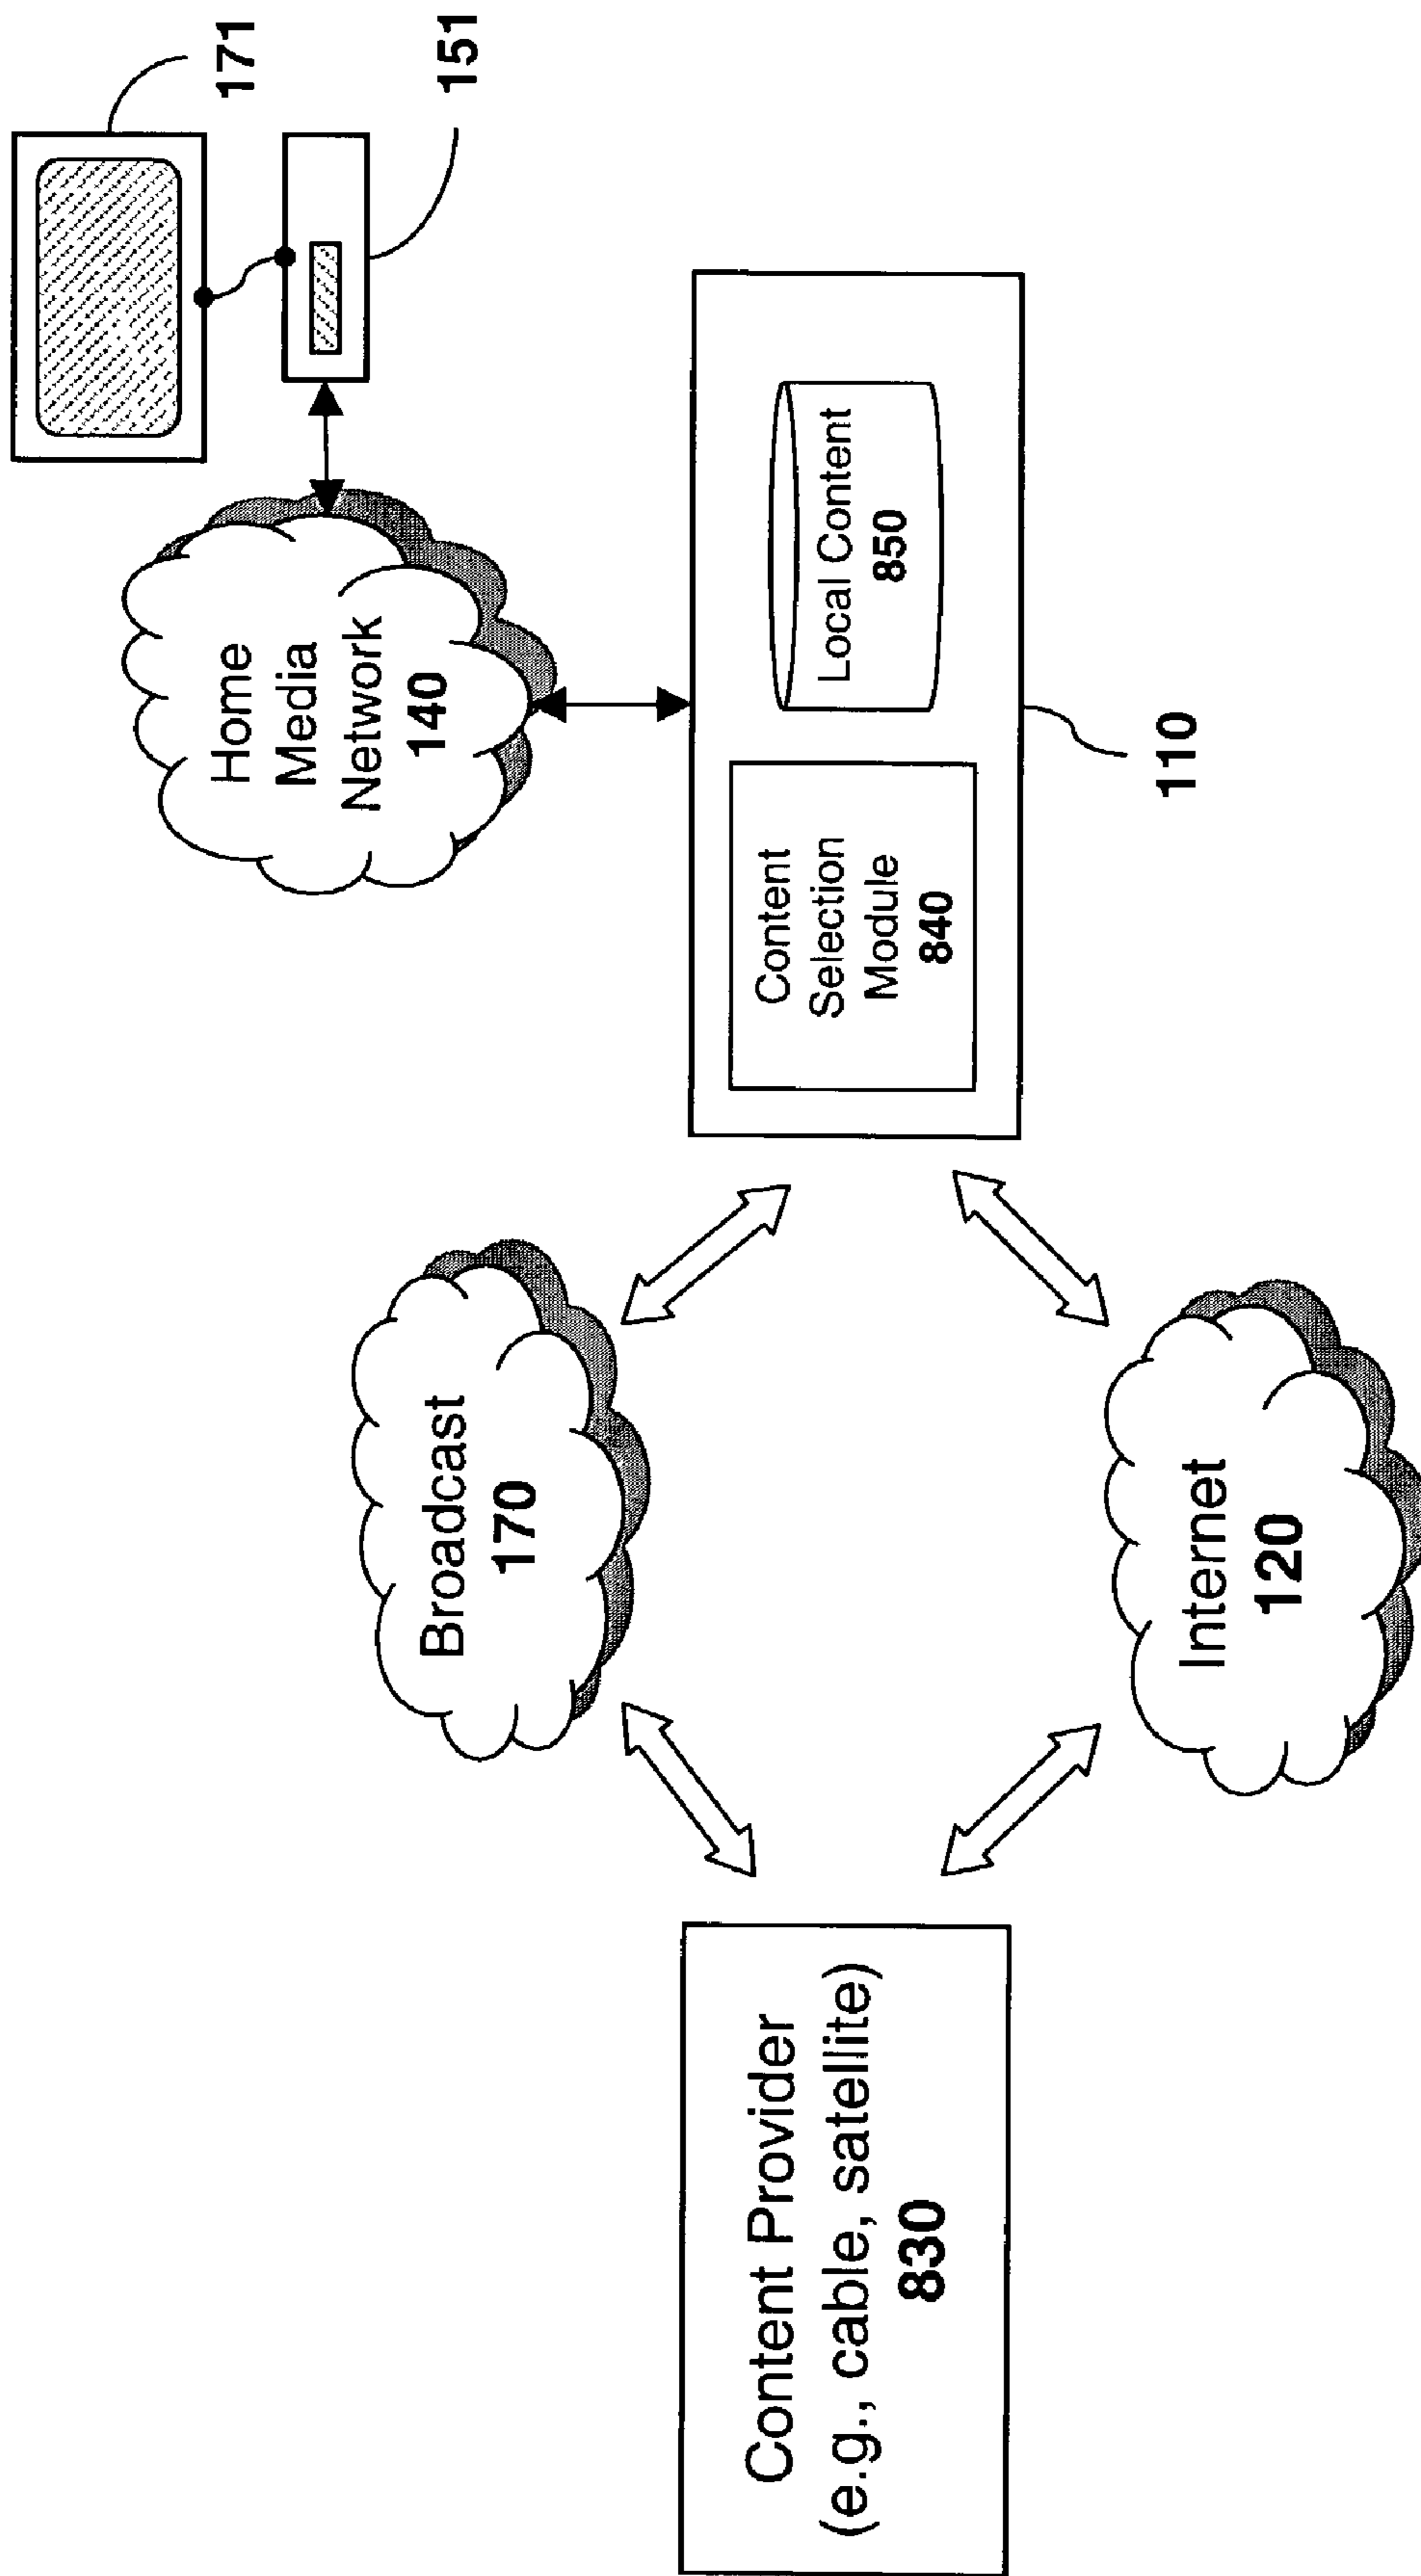 171
151
Home
Media
Network
140
Content
Selection
Module
840
Local Content
850
110
Broadcast
170
Internet
120
Content Provider
(e.g., cable, satellite)
830